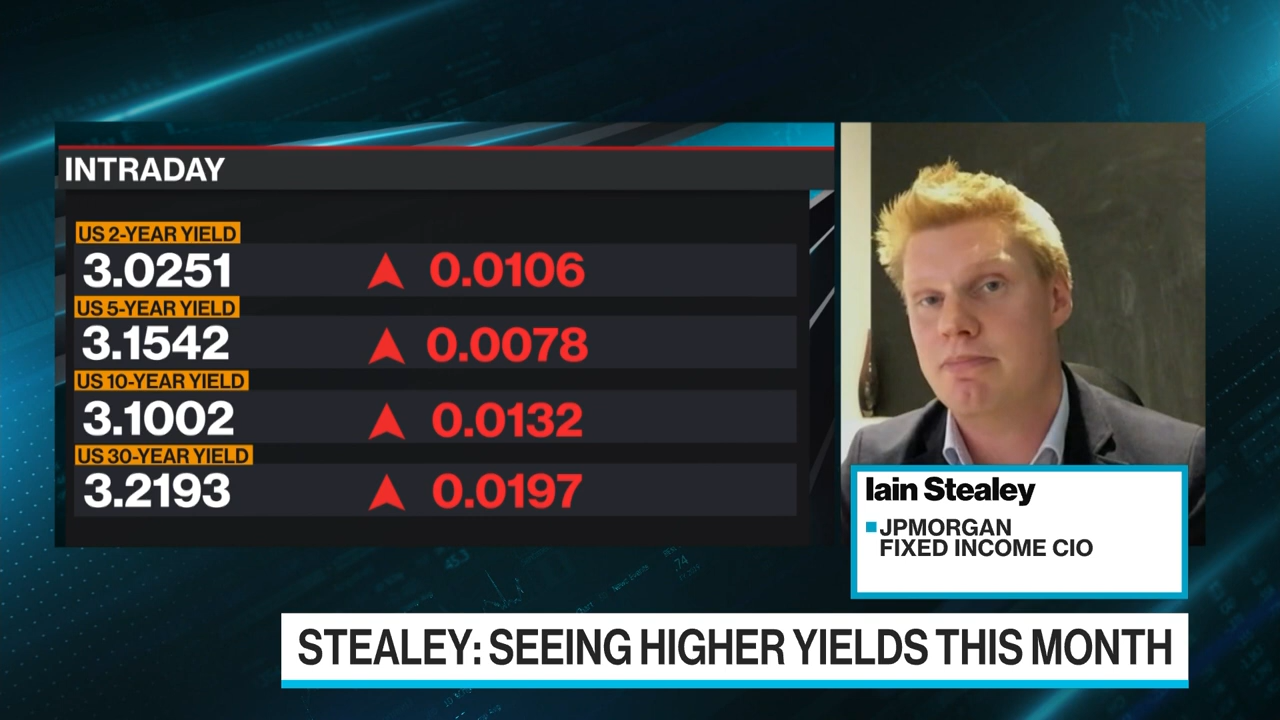 INTRADAY
US 2-YEAR YIELD
3.0251 0.0106
US 5-YEAR YIELD
3.1542 0.0078
US 10-YEAR YIELD
3.1002 0.0132
US 30-YEAR YIELD
3.2193 0.0197
Iain Stealey
JPMORGAN
FIXED INCOME CIO
STEALEY: SEEING HIGHER YIELDS THIS MONTH